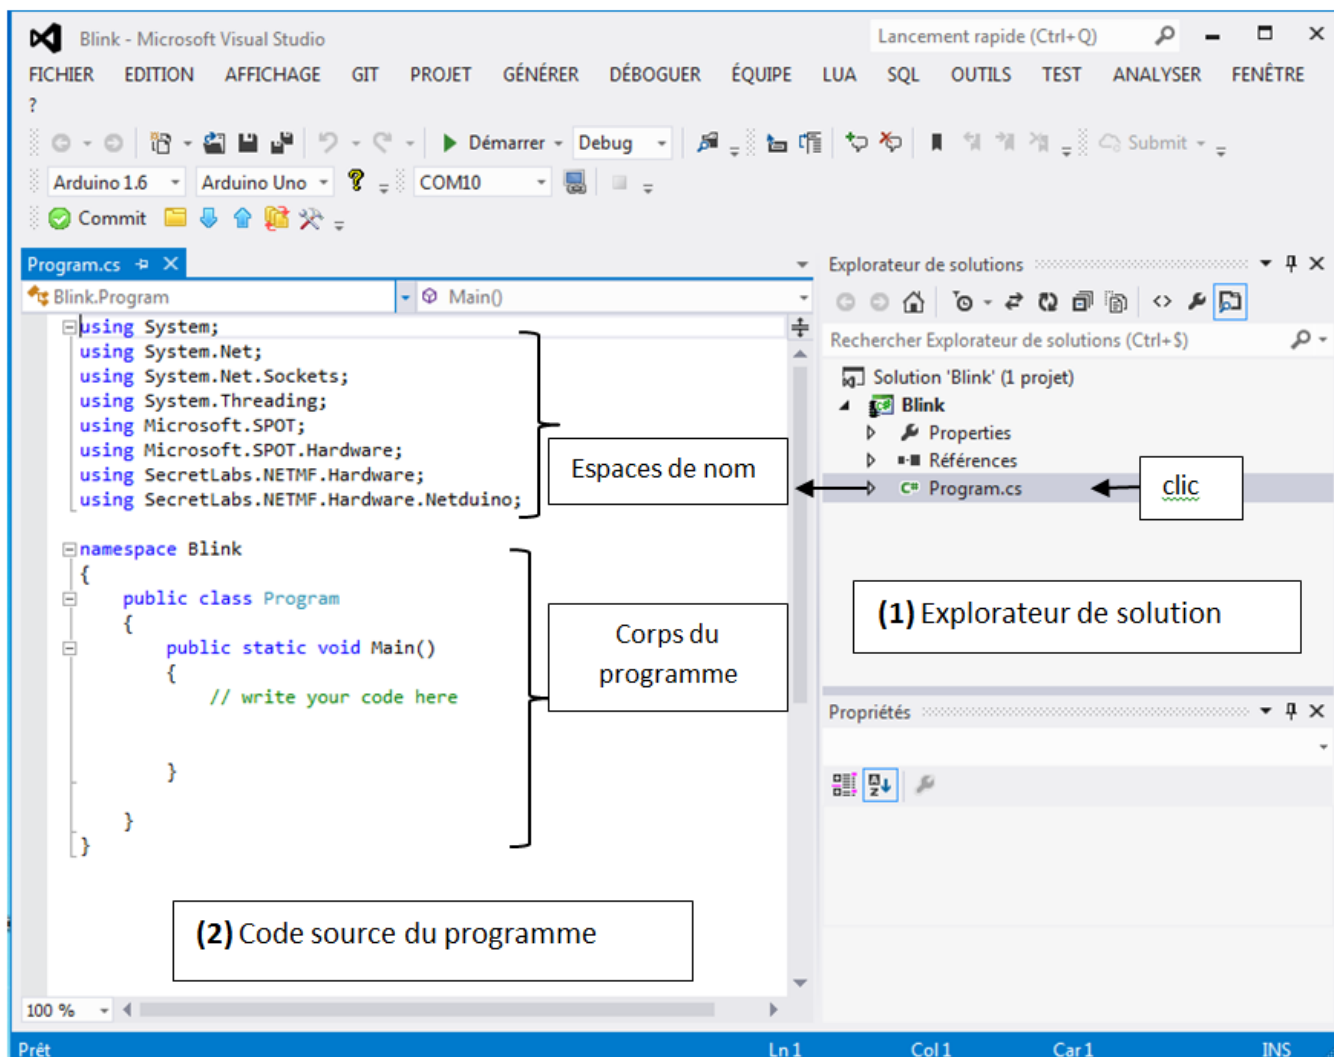 Blink - Microsoft Visual Studio
Lancement rapide (Ctrl+Q)
FICHIER EDITION AFFICHAGE GIT PROJET GÉNÉRER DÉBOGUER ÉQUIPE LUA SQL OUTILS TEST ANALYSER FENÊTRE
?
Démarrer Debug Submit
Arduino 1.6 Arduino Uno ? COM10
Commit
Program.cs
Blink.Program Main()
using System;
using System.Net;
using System.Net.Sockets;
using System.Threading;
using Microsoft.SPOT;
using Microsoft.SPOT.Hardware;
using SecretLabs.NETMF.Hardware;
using SecretLabs.NETMF.Hardware.Netduino;
Espaces de nom
namespace Blink
{
public class Program
{
public static void Main()
{
// write your code here
}
}
}
Corps du
programme
(2) Code source du programme
100 %
Explorateur de solutions
Rechercher Explorateur de solutions (Ctrl+$)
Solution 'Blink' (1 projet)
Blink
Properties
Références
C# Program.cs
clic
(1) Explorateur de solution
Propriétés
Prêt Ln 1 Col 1 Car 1 INS